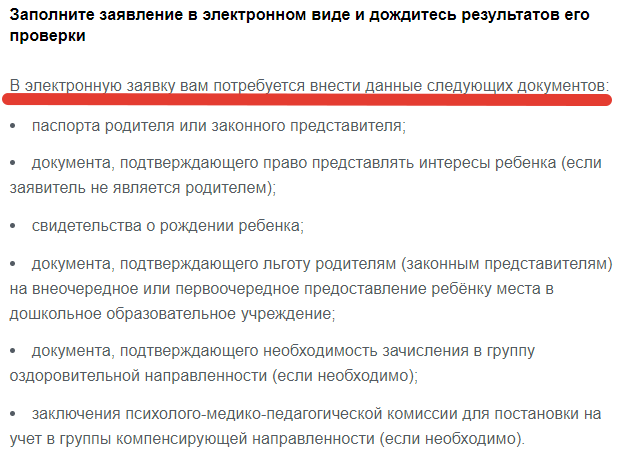 Заполните заявление в электронном виде и дождитесь результатов его
проверки
В электронную заявку вам потребуется внести данные следующих документов:
• паспорта родителя или законного представителя;
• документа, подтверждающего право представлять интересы ребенка (если
заявитель не является родителем);
• свидетельства о рождении ребенка;
• документа, подтверждающего льготу родителям (законным представителям)
на внеочередное или первоочередное предоставление ребёнку места в
дошкольное образовательное учреждение;
• документа, подтверждающего необходимость зачисления в группу
оздоровительной направленности (если необходимо);
• заключения психолого-медико-педагогической комиссии для постановки на
учет в группы компенсирующей направленности (если необходимо).